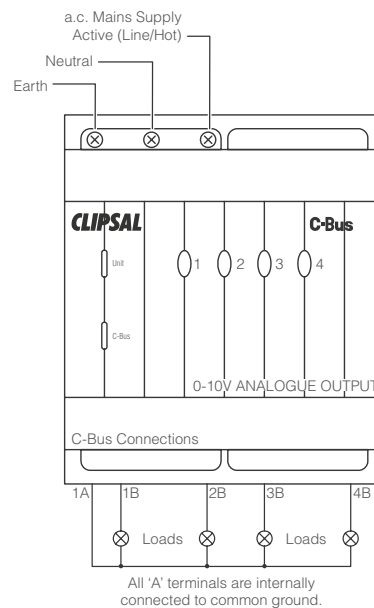 a.c. Mains Supply
Active (Line/Hot)
Neutral
Earth
CLIPSAL
C-Bus
Unit
1
2
3
4
C-Bus
0-10V ANALOGUE OUTPUT
C-Bus Connections
1A
1B
2B
3B
4B
Loads
Loads
All ‘A’ terminals are internally
connected to common ground.